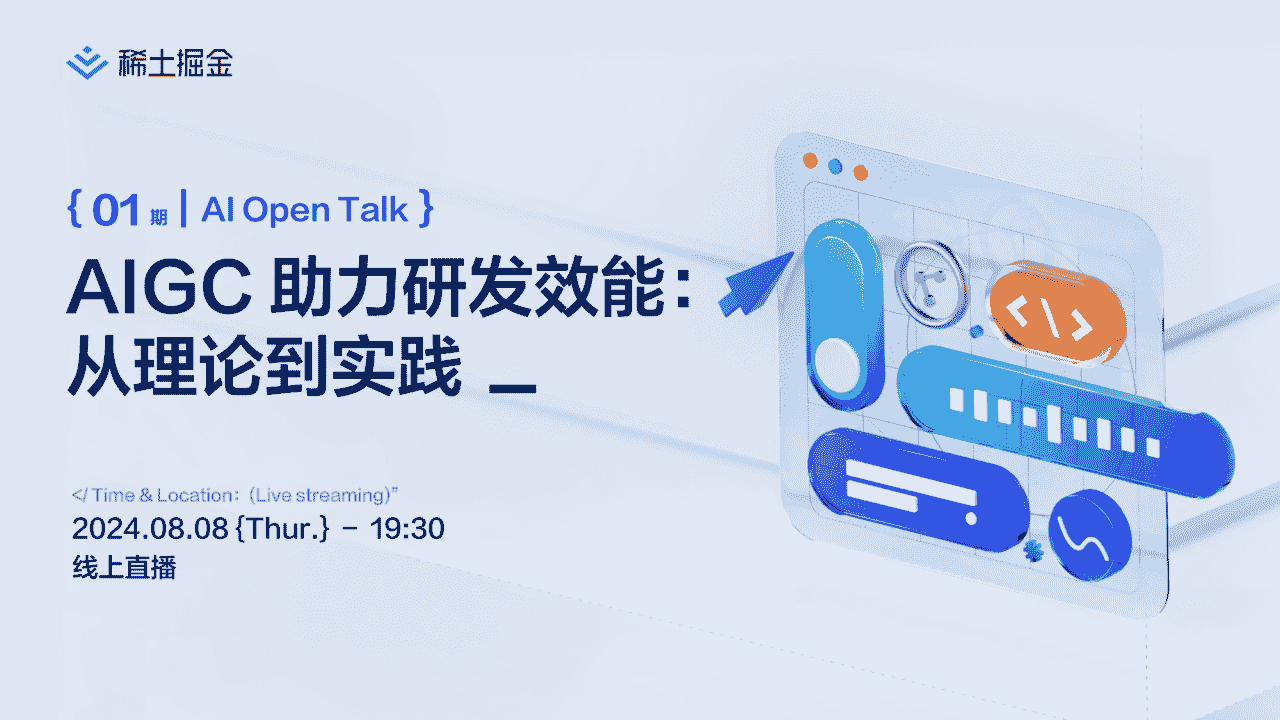 稀土掘金
{ 01 期 | AI Open Talk }
AIGC 助力研发效能：
从理论到实践 _
</ Time & Location：(Live streaming)”
2024.08.08 {Thur.} - 19:30
线上直播
</>